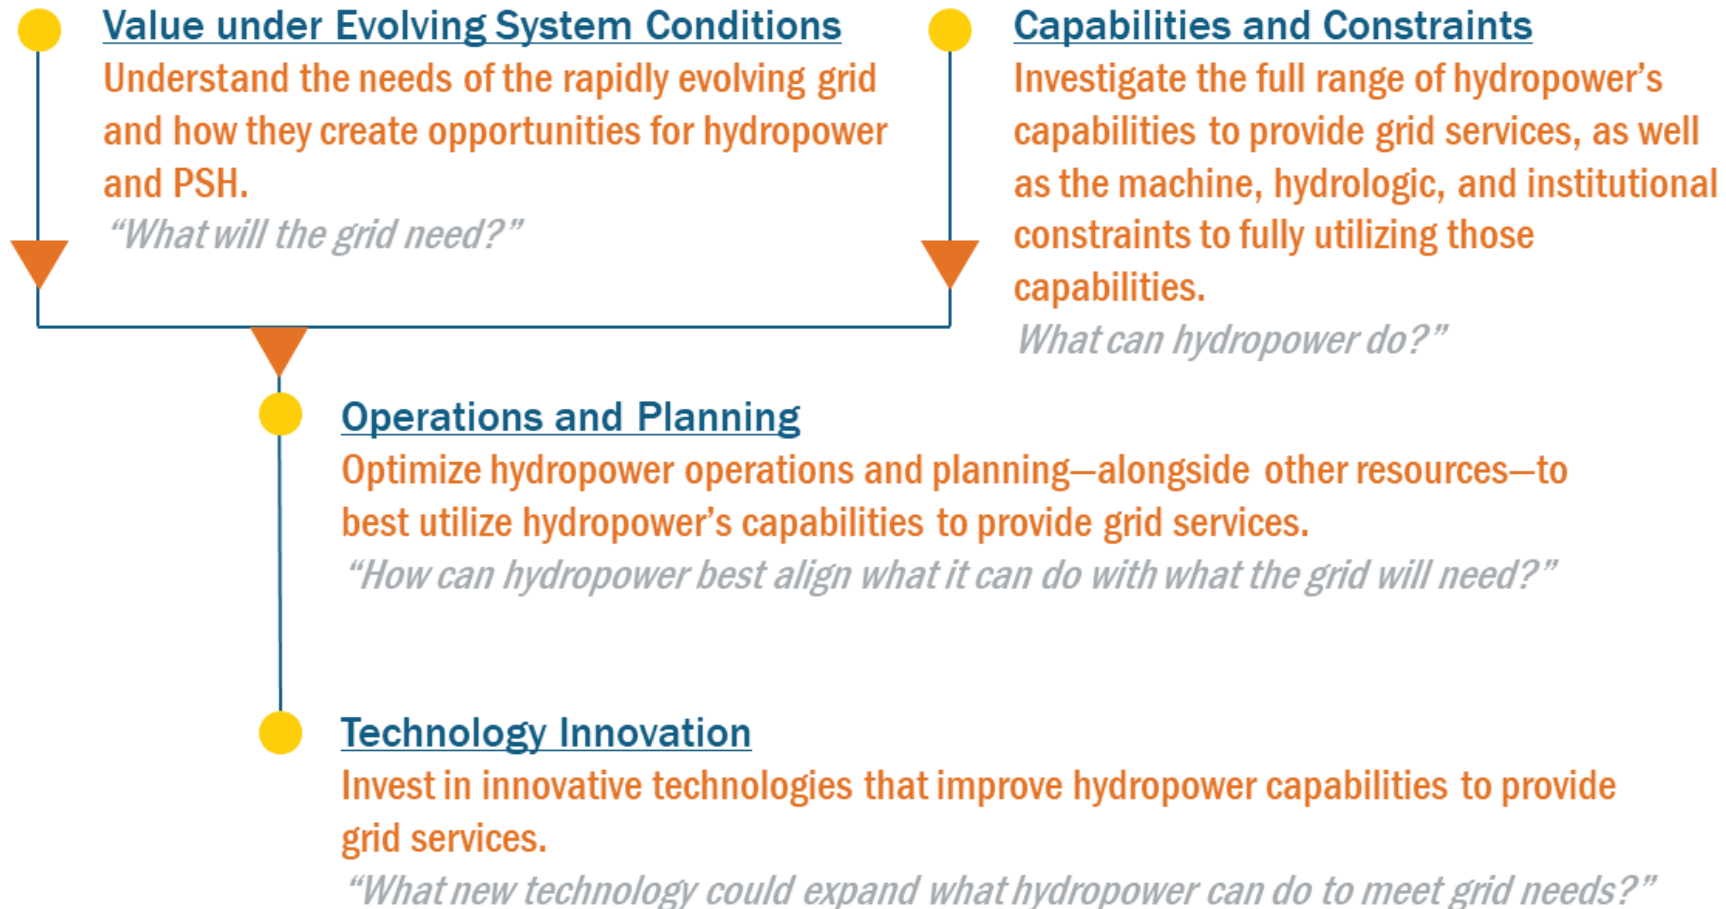 Value under Evolving System Conditions
Understand the needs of the rapidly evolving grid
and how they create opportunities for hydropower
and PSH.
“What will the grid need?”
Capabilities and Constraints
Investigate the full range of hydropower’s
capabilities to provide grid services, as well
as the machine, hydrologic, and institutional
constraints to fully utilizing those
capabilities.
What can hydropower do?”
Operations and Planning
Optimize hydropower operations and planning—alongside other resources—to
best utilize hydropower’s capabilities to provide grid services.
“How can hydropower best align what it can do with what the grid will need?”
Technology Innovation
Invest in innovative technologies that improve hydropower capabilities to provide
grid services.
“What new technology could expand what hydropower can do to meet grid needs?”